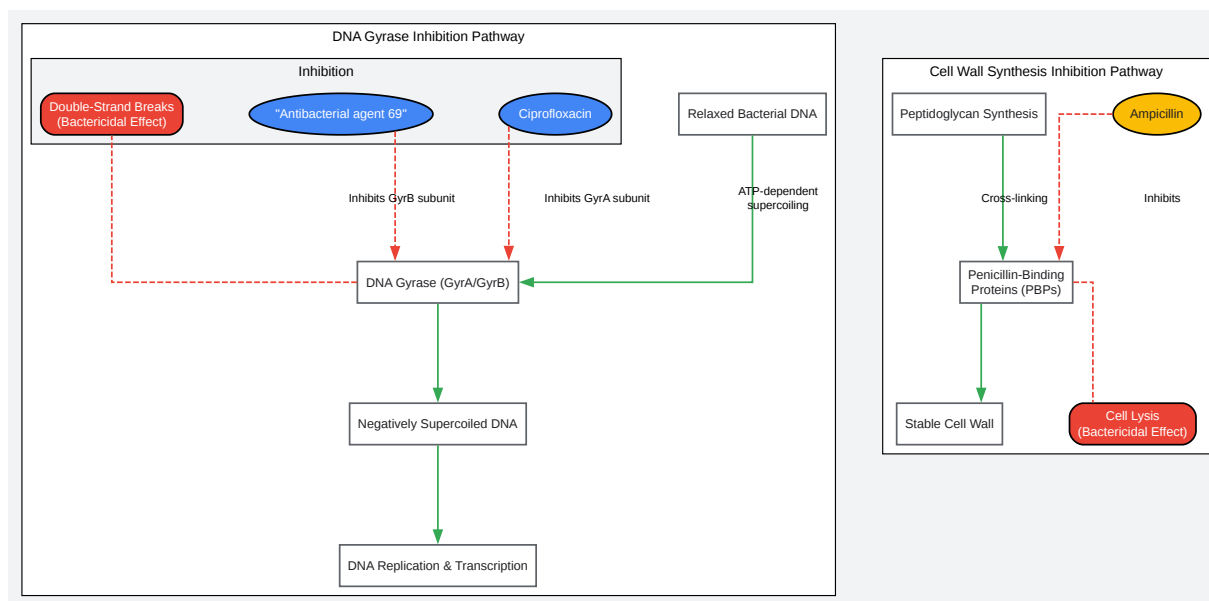 DNA Gyrase Inhibition Pathway
Inhibition
Double-Strand Breaks
(Bactericidal Effect)
"Antibacterial agent 69"
Ciprofloxacin
Relaxed Bacterial DNA
Inhibits GyrB subunit
Inhibits GyrA subunit
ATP-dependent
supercoiling
DNA Gyrase (GyrA/GyrB)
Negatively Supercoiled DNA
DNA Replication & Transcription
Cell Wall Synthesis Inhibition Pathway
Peptidoglycan Synthesis
Ampicillin
Cross-linking
Inhibits
Penicillin-Binding
Proteins (PBPs)
Stable Cell Wall
Cell Lysis
(Bactericidal Effect)